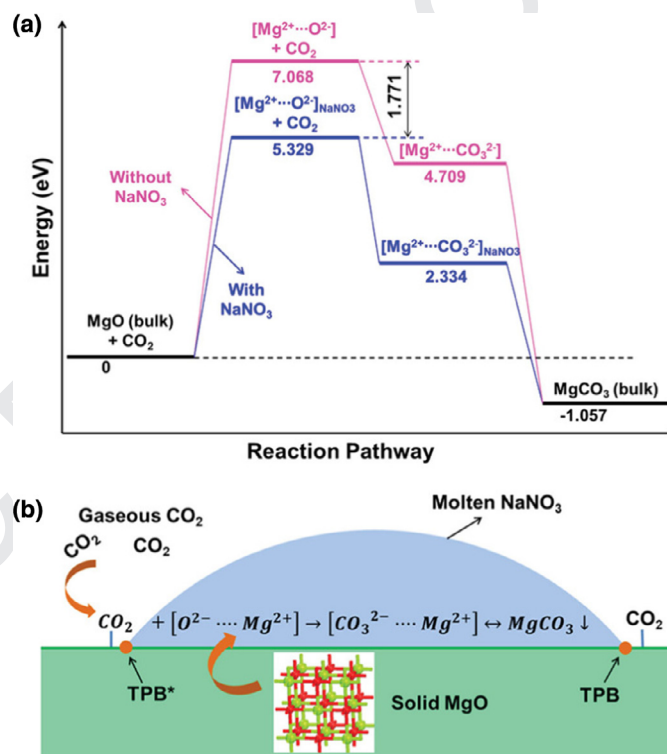 (a)
[Mg²⁺···O²⁻]
+ CO₂
7.068
[Mg²⁺···O²⁻]NaNO3
+ CO₂
5.329
1.771
[Mg²⁺···CO₃²⁻]
4.709
Without
NaNO₃
[Mg²⁺···CO₃²⁻]NaNO3
2.334
With
NaNO₃
MgO (bulk)
+ CO₂
0
MgCO₃ (bulk)
-1.057
Energy (eV)
Reaction Pathway
(b)
Gaseous CO₂
CO₂ CO₂
Molten NaNO₃
CO₂ + [O²⁻ ···· Mg²⁺] → [CO₃²⁻ ···· Mg²⁺] ↔ MgCO₃ ↓ CO₂
TPB*
TPB
Solid MgO